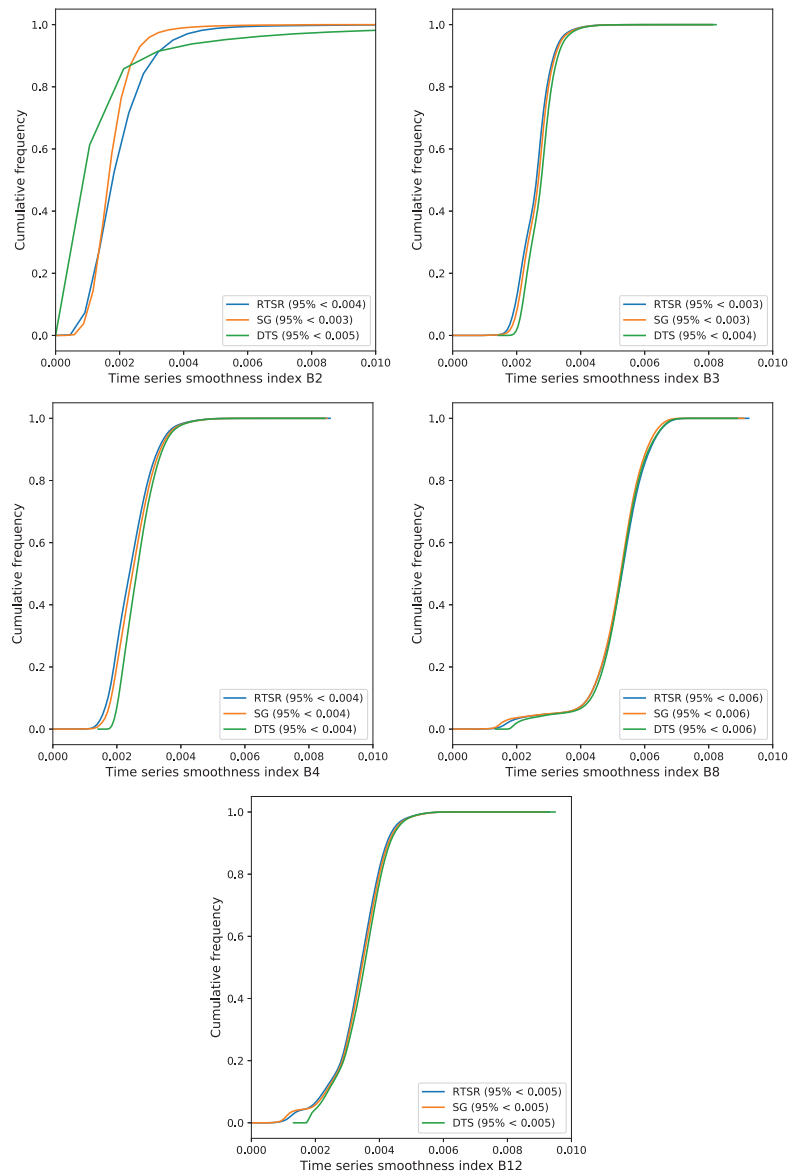 1.0
0.8
0.6
0.4
0.2
0.0
Cumulative frequency
RTSR (95% < 0.004)
SG (95% < 0.003)
DTS (95% < 0.005)
0.000 0.002 0.004 0.006 0.008 0.010
Time series smoothness index B2
1.0
0.8
0.6
0.4
0.2
0.0
Cumulative frequency
RTSR (95% < 0.003)
SG (95% < 0.003)
DTS (95% < 0.004)
0.000 0.002 0.004 0.006 0.008 0.010
Time series smoothness index B3
1.0
0.8
0.6
0.4
0.2
0.0
Cumulative frequency
RTSR (95% < 0.004)
SG (95% < 0.004)
DTS (95% < 0.004)
0.000 0.002 0.004 0.006 0.008 0.010
Time series smoothness index B4
1.0
0.8
0.6
0.4
0.2
0.0
Cumulative frequency
RTSR (95% < 0.006)
SG (95% < 0.006)
DTS (95% < 0.006)
0.000 0.002 0.004 0.006 0.008 0.010
Time series smoothness index B8
1.0
0.8
0.6
0.4
0.2
0.0
Cumulative frequency
RTSR (95% < 0.005)
SG (95% < 0.005)
DTS (95% < 0.005)
0.000 0.002 0.004 0.006 0.008 0.010
Time series smoothness index B12